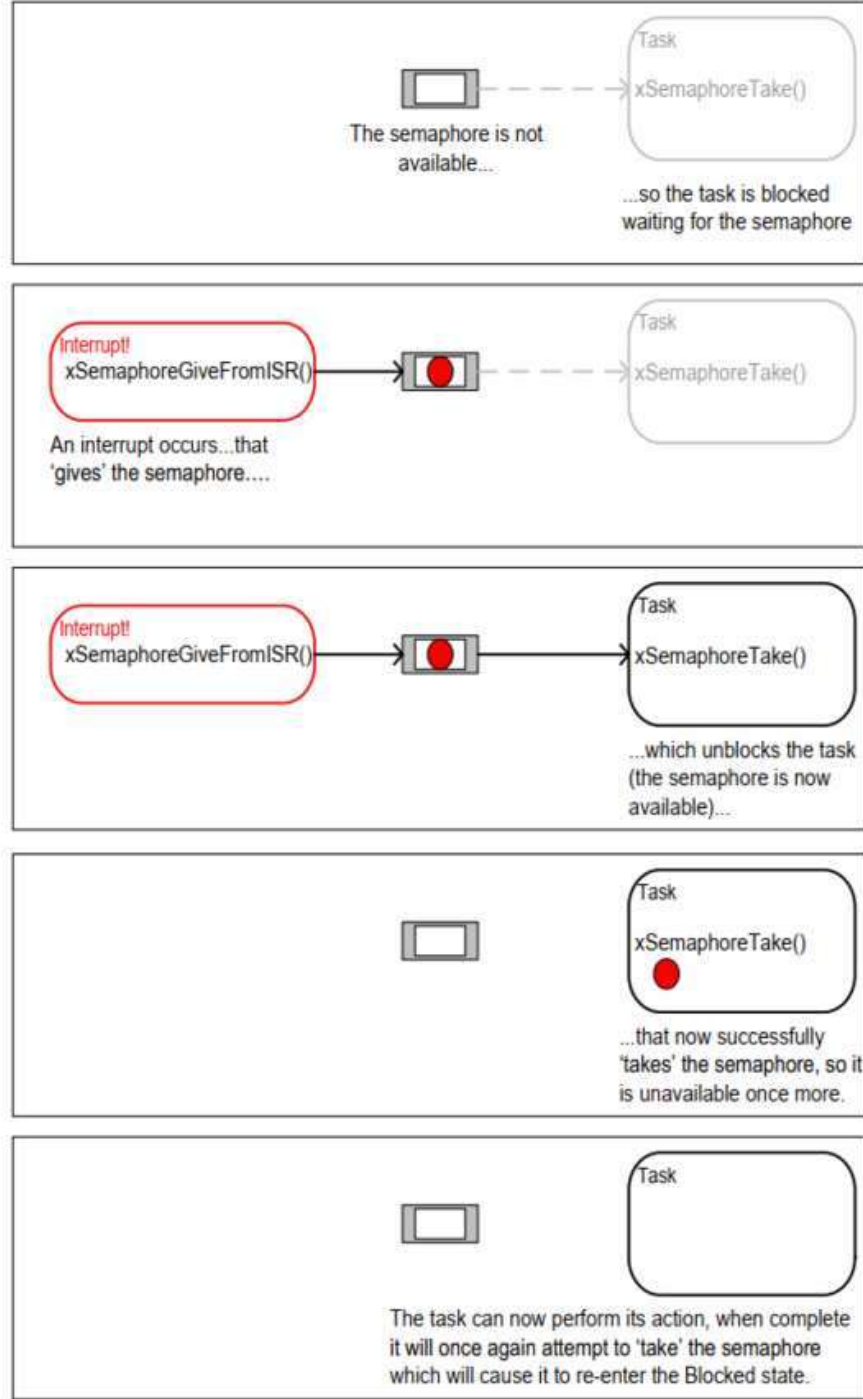 Task
xSemaphoreTake()
The semaphore is not
available...
...so the task is blocked
waiting for the semaphore
Interrupt!
xSemaphoreGiveFromISR()
Task
xSemaphoreTake()
An interrupt occurs...that
‘gives’ the semaphore....
Interrupt!
xSemaphoreGiveFromISR()
Task
xSemaphoreTake()
...which unblocks the task
(the semaphore is now
available)...
Task
xSemaphoreTake()
...that now successfully
‘takes’ the semaphore, so it
is unavailable once more.
Task
The task can now perform its action, when complete
it will once again attempt to ‘take’ the semaphore
which will cause it to re-enter the Blocked state.